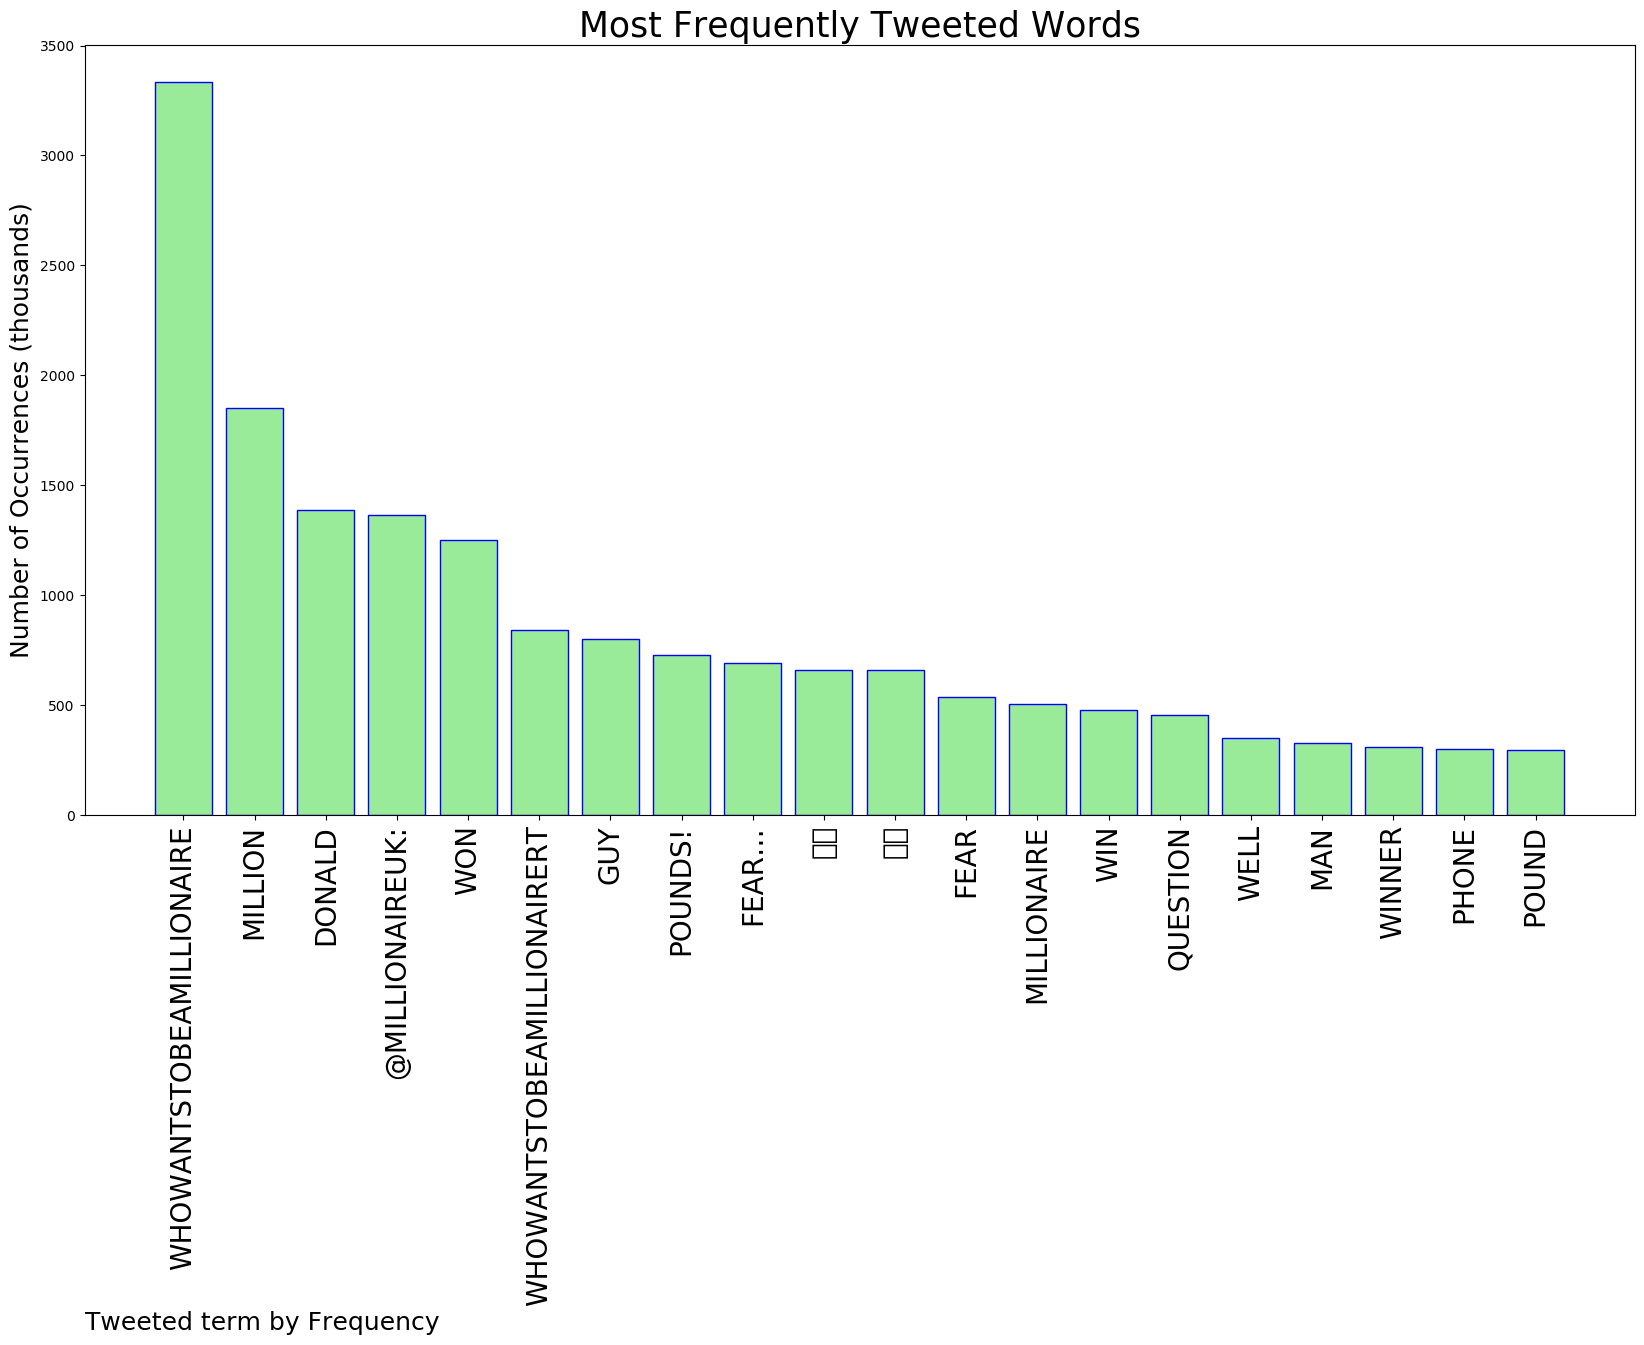 Most Frequently Tweeted Words
Number of Occurrences (thousands)
3500
3000
2500
2000
1500
1000
500
0
WHOWANTSTOBEAMILLIONAIRE
MILLION
DONALD
@MILLIONAIREUK:
WON
WHOWANTSTOBEAMILLIONAIRERT
GUY
POUNDS!
FEAR...
FEAR
MILLIONAIRE
WIN
QUESTION
WELL
MAN
WINNER
PHONE
POUND
Tweeted term by Frequency